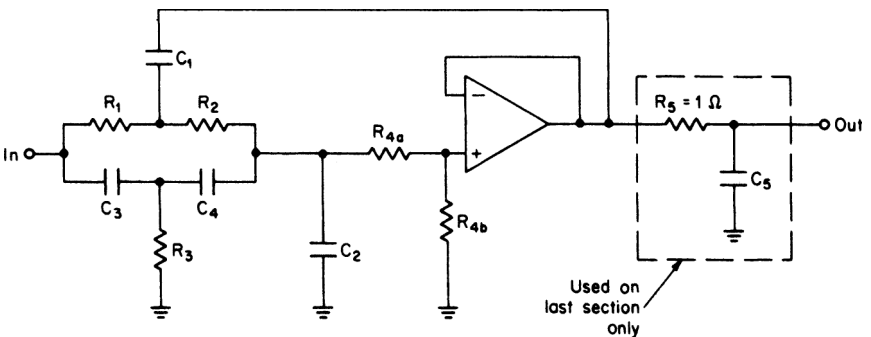 C₁
R₁
R₂
R₅ = 1 Ω
−
R₄ₐ
In
Out
+
C₃
C₄
C₅
R₄b
R₃
C₂
Used on
last section
only